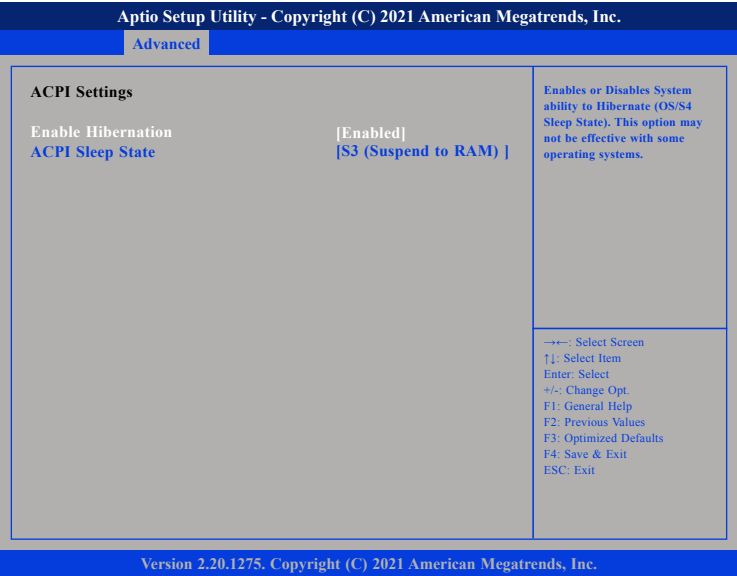 Aptio Setup Utility - Copyright (C) 2021 American Megatrends, Inc.
Advanced
ACPI Settings
Enable Hibernation [Enabled]
ACPI Sleep State [S3 (Suspend to RAM) ]
Enables or Disables System
ability to Hibernate (OS/S4
Sleep State). This option may
not be effective with some
operating systems.
→←: Select Screen
↑↓: Select Item
Enter: Select
+/-: Change Opt.
F1: General Help
F2: Previous Values
F3: Optimized Defaults
F4: Save & Exit
ESC: Exit
Version 2.20.1275. Copyright (C) 2021 American Megatrends, Inc.